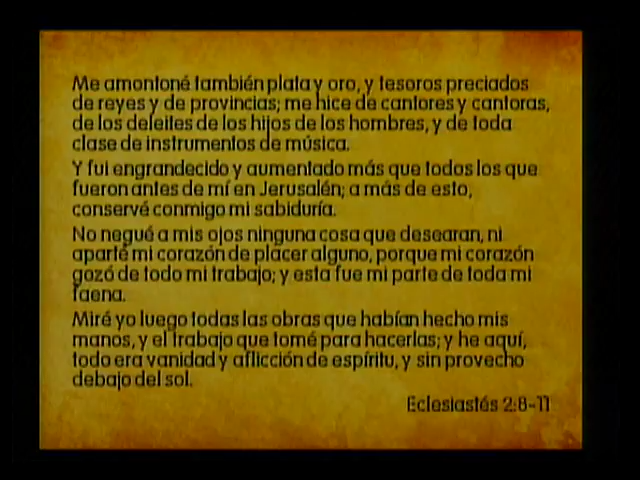 Me amontoné también plata y oro, y tesoros preciados
de reyes y de provincias; me hice de cantores y cantoras,
de los deleites de los hijos de los hombres, y de toda
clase de instrumentos de música.
Y fui engrandecido y aumentado más que todos los que
fueron antes de mí en Jerusalén; a más de esto,
conservé conmigo mi sabiduría.
No negué a mis ojos ninguna cosa que desearan, ni
aparté mi corazón de placer alguno, porque mi corazón
gozó de todo mi trabajo; y esta fue mi parte de toda mi
faena.
Miré yo luego todas las obras que habían hecho mis
manos, y el trabajo que tomé para hacerlas; y he aquí,
todo era vanidad y aflicción de espíritu, y sin provecho
debajo del sol.
Eclesiastés 2:8-11